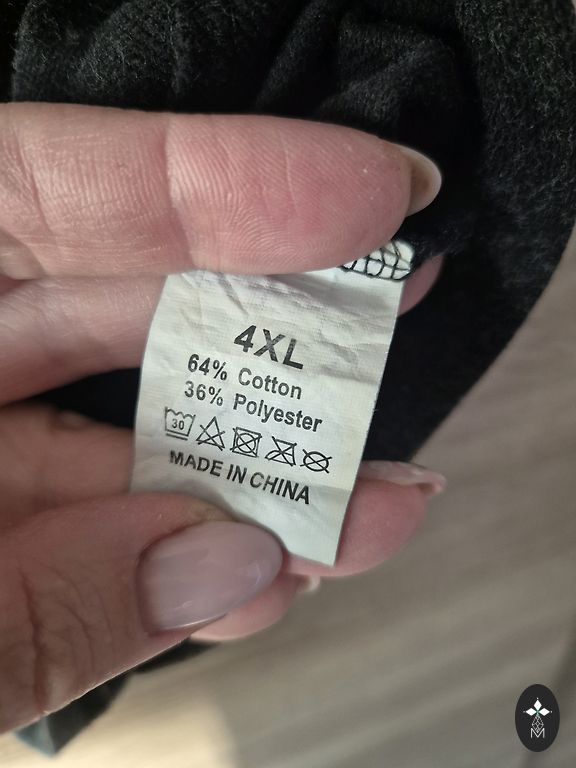 4XL
64% Cotton
36% Polyester
30
MADE IN CHINA
M